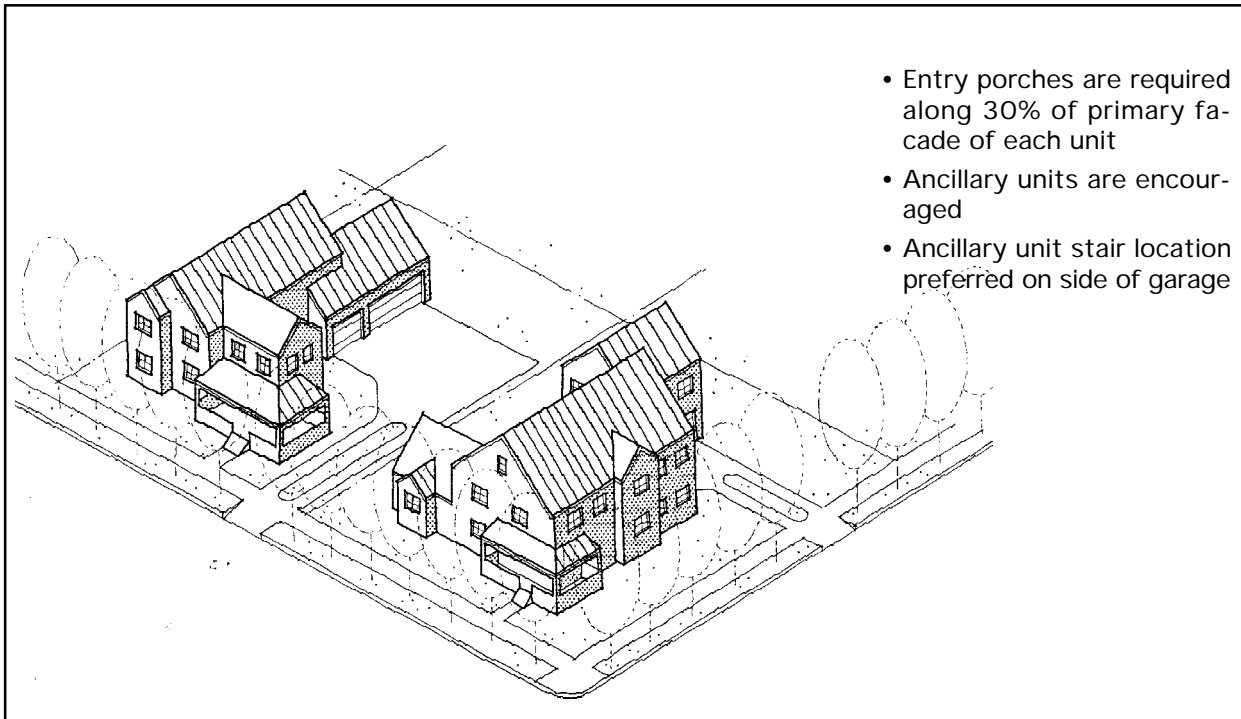 • Entry porches are required
along 30% of primary fa-
cade of each unit
• Ancillary units are encour-
aged
• Ancillary unit stair location
preferred on side of garage